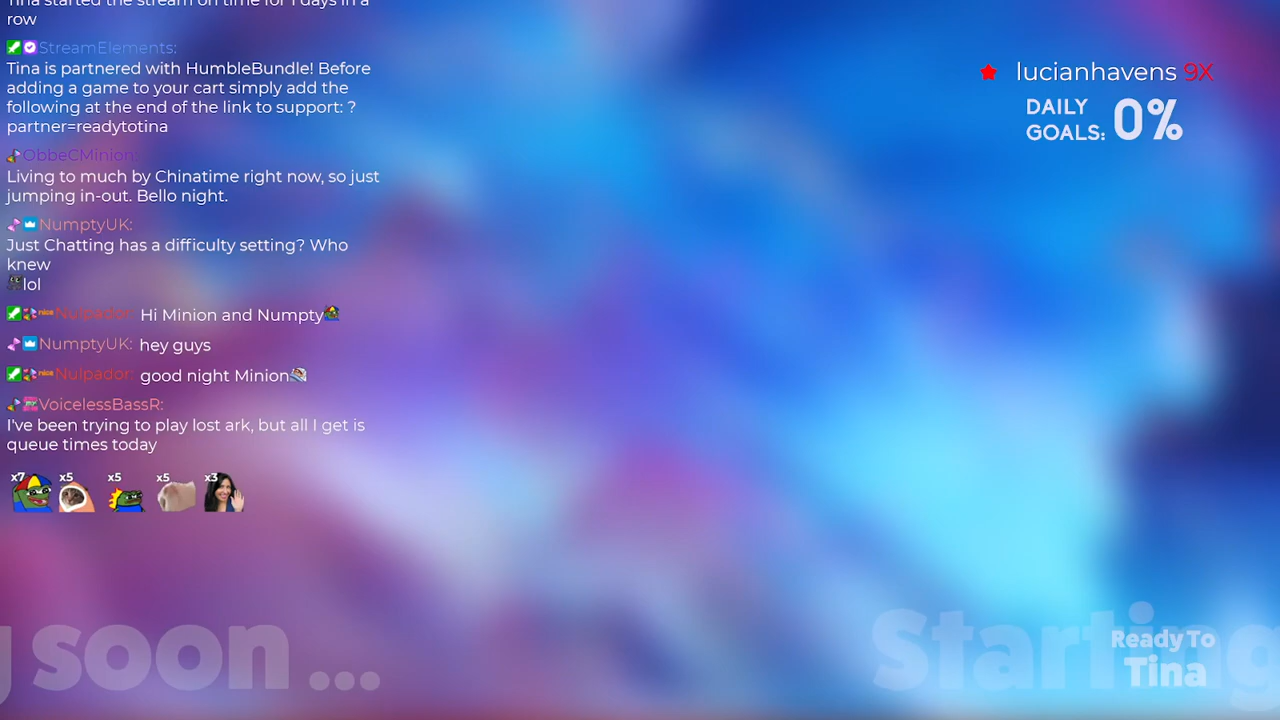 Tina started the stream on time for 1 days in a
row
StreamElements:
Tina is partnered with HumbleBundle! Before
adding a game to your cart simply add the
following at the end of the link to support: ?
partner=readytotina
ObbeCMinion:
Living to much by Chinatime right now, so just
jumping in-out. Bello night.
NumptyUK:
Just Chatting has a difficulty setting? Who
knew
lol
Nulpador: Hi Minion and Numpty
NumptyUK: hey guys
Nulpador: good night Minion
VoicelessBassR:
I've been trying to play lost ark, but all I get is
queue times today
x7 x5 x5 x5 x3
lucianhavens 9X
DAILY
GOALS: 0%
g soon ...
Starting
Ready To
Tina